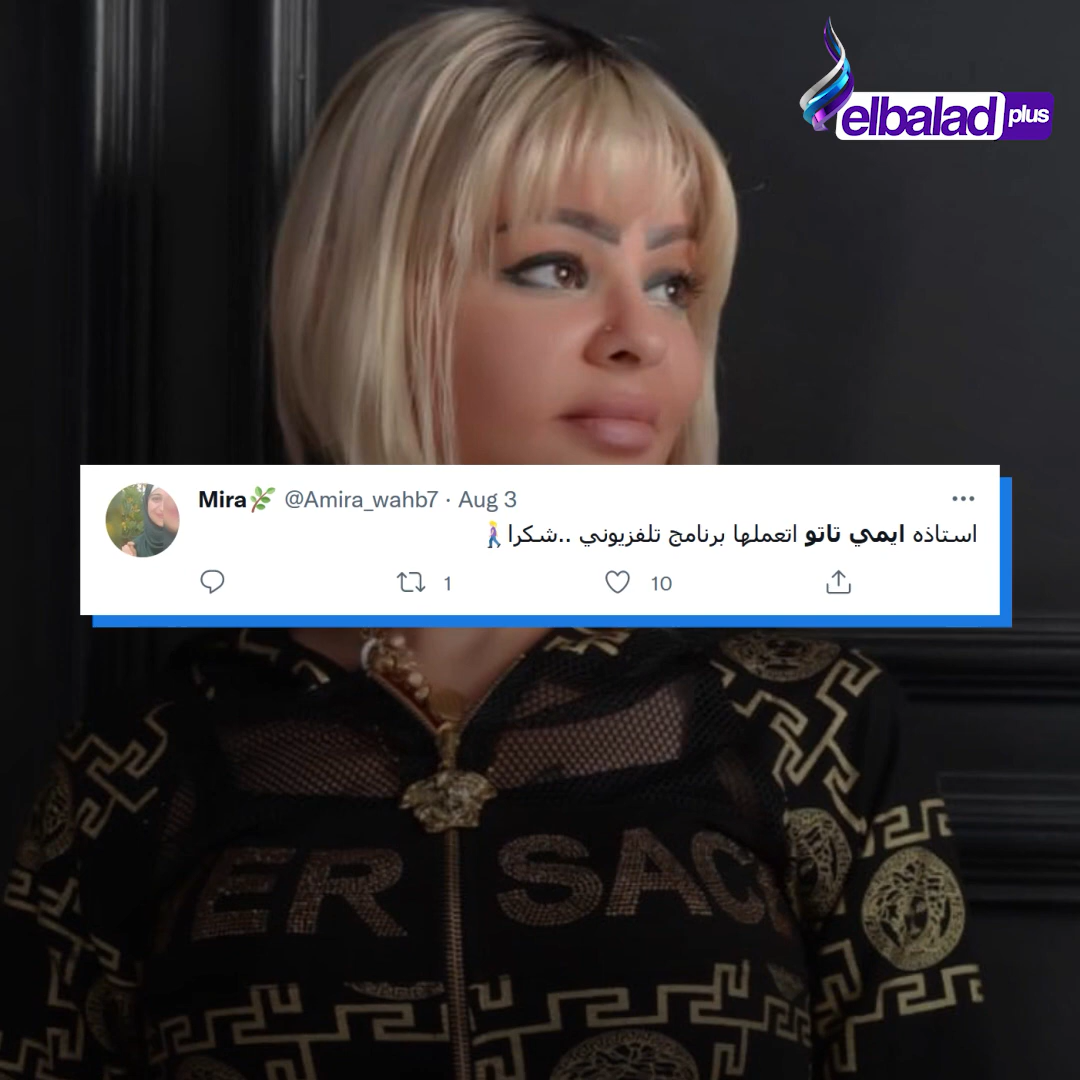 elbalad plus
Mira🌿 @Amira_wahb7 · Aug 3
استاذه ايمي تاتو اتعملها برنامج تلفزيوني ..شكرا🚶‍♀️
1 10
ER SAC